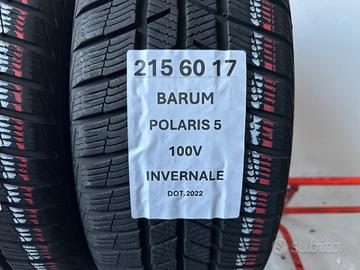 215 60 17
BARUM
POLARIS 5
100V
INVERNALE
DOT.2022
subito